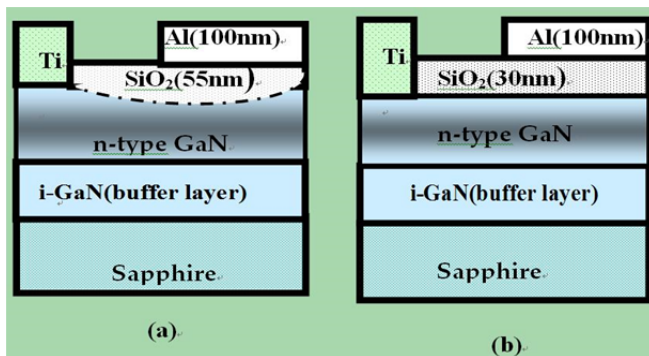 Al(100nm)
Ti
SiO2(55nm)
n-type GaN
i-GaN(buffer layer)
Sapphire
(a)
Al(100nm)
Ti
SiO2(30nm)
n-type GaN
i-GaN(buffer layer)
Sapphire
(b)